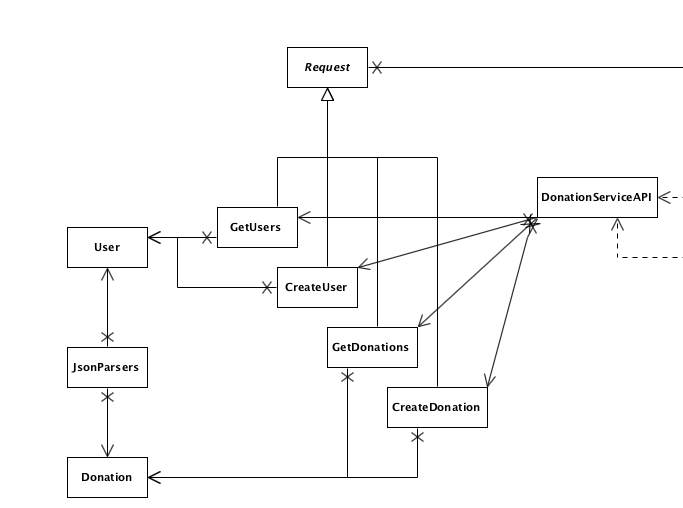 Request
DonationServiceAPI
GetUsers
User
CreateUser
GetDonations
JsonParsers
CreateDonation
Donation